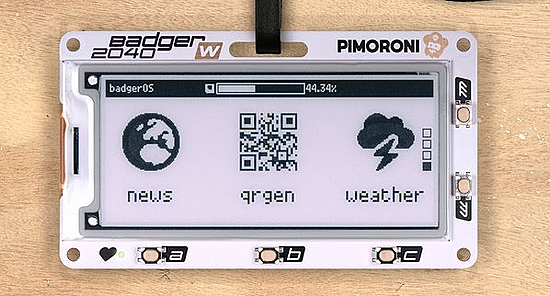 Badger
2040 W
PIMORONI
badgerOS 44.34%
news qrgen weather
a b c